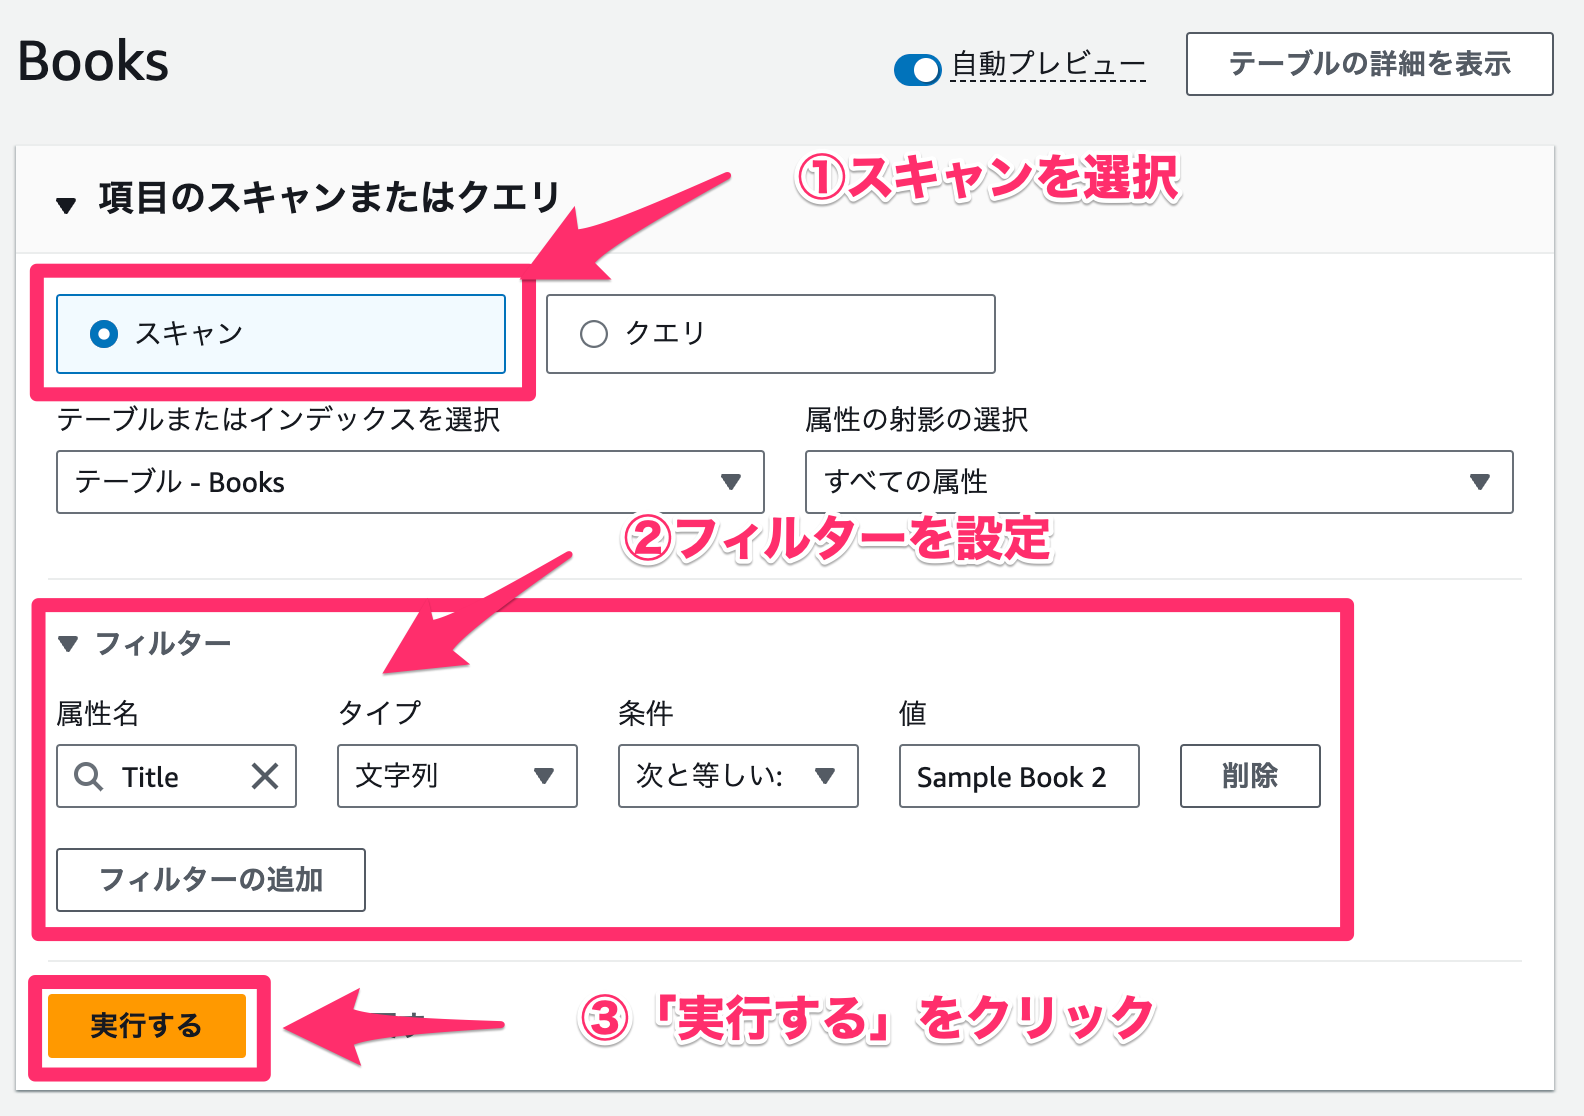 Books
自動プレビュー
テーブルの詳細を表示
項目のスキャンまたはクエリ
①スキャンを選択
スキャン
クエリ
テーブルまたはインデックスを選択
属性の射影の選択
テーブル - Books
すべての属性
②フィルターを設定
フィルター
属性名
タイプ
条件
値
Title
文字列
次と等しい:
Sample Book 2
削除
フィルターの追加
実行する
③「実行する」をクリック